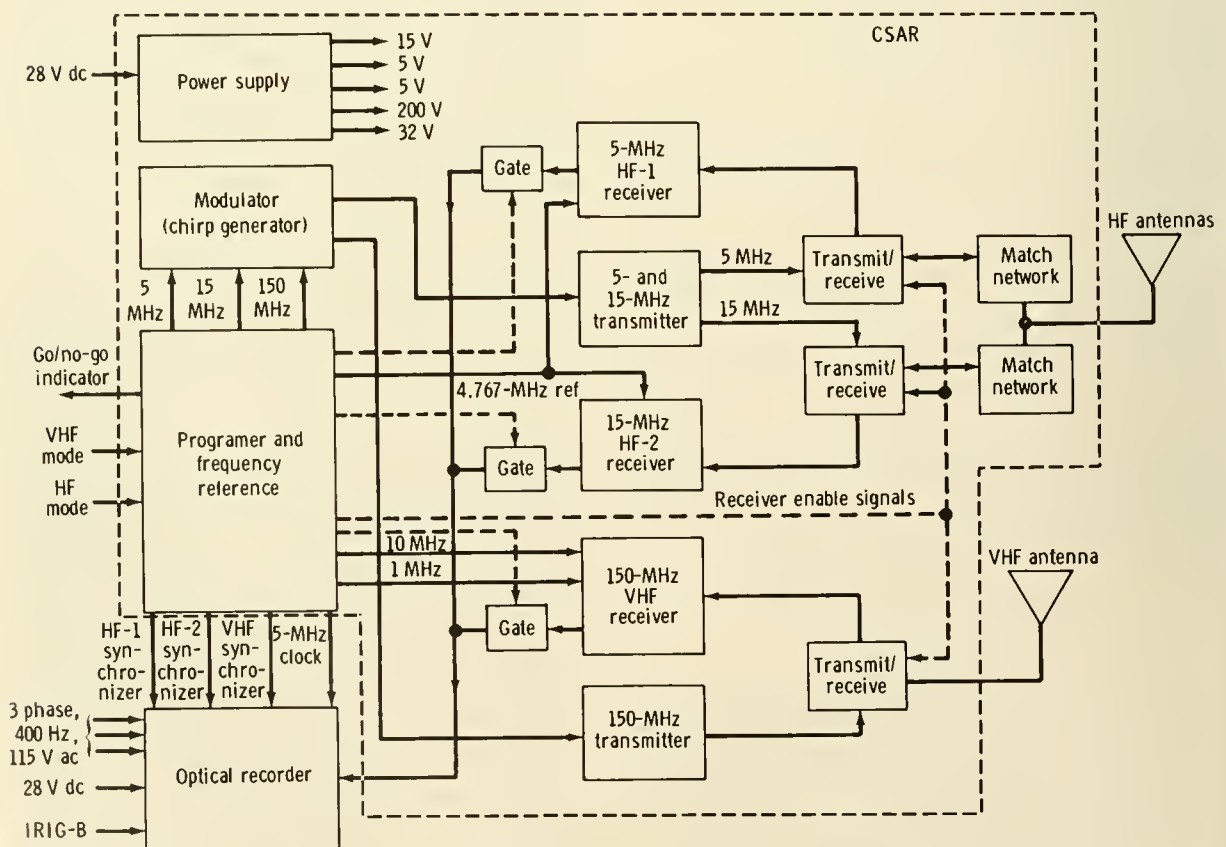 CSAR
28 V dc
Power supply
15 V
5 V
5 V
200 V
32 V
Modulator
(chirp generator)
5
MHz
15
MHz
150
MHz
Gate
5-MHz
HF-1
receiver
5- and
15-MHz
transmitter
5 MHz
15 MHz
Transmit/
receive
Match
network
HF antennas
Transmit/
receive
Match
network
Go/no-go
indicator
VHF
mode
HF
mode
Programer and
frequency
reference
4.767-MHz ref
Gate
15-MHz
HF-2
receiver
Receiver enable signals
10 MHz
1 MHz
Gate
150-MHz
VHF
receiver
VHF antenna
Transmit/
receive
150-MHz
transmitter
HF-1
syn-
chro-
nizer
HF-2
syn-
chro-
nizer
VHF
syn-
chro-
nizer
5-MHz
clock
3 phase,
400 Hz,
115 V ac
28 V dc
IRIG-B
Optical recorder